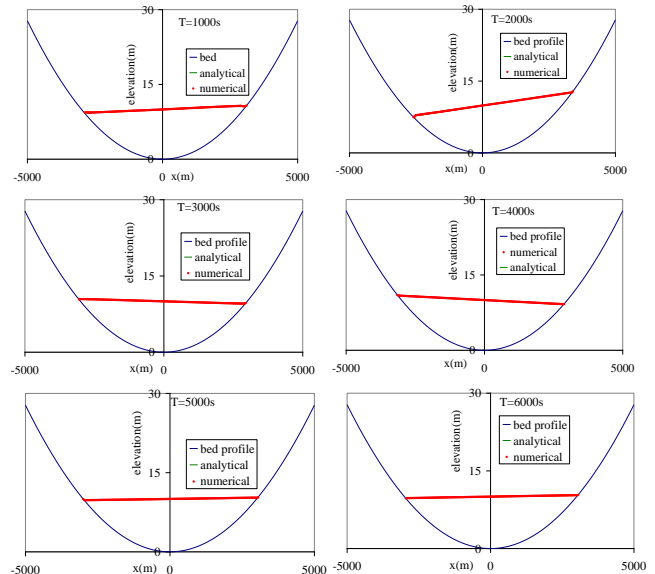 30
T=1000s
elevation(m)
bed
analytical
numerical
15
0
-5000
x(m)
0
5000
30
T=2000s
elevation(m)
bed profile
analytical
numerical
15
0
-5000
x(m)
0
5000
30
T=3000s
elevation(m)
bed profile
analytical
numerical
15
0
-5000
x(m)
0
5000
30
T=4000s
elevation(m)
bed profile
numerical
analytical
15
0
-5000
x(m)
0
5000
30
T=5000s
elevation(m)
bed profile
analytical
numerical
15
0
-5000
x(m)
0
5000
30
T=6000s
elevation(m)
bed profile
analytical
numerical
15
0
-5000
x(m)
0
5000